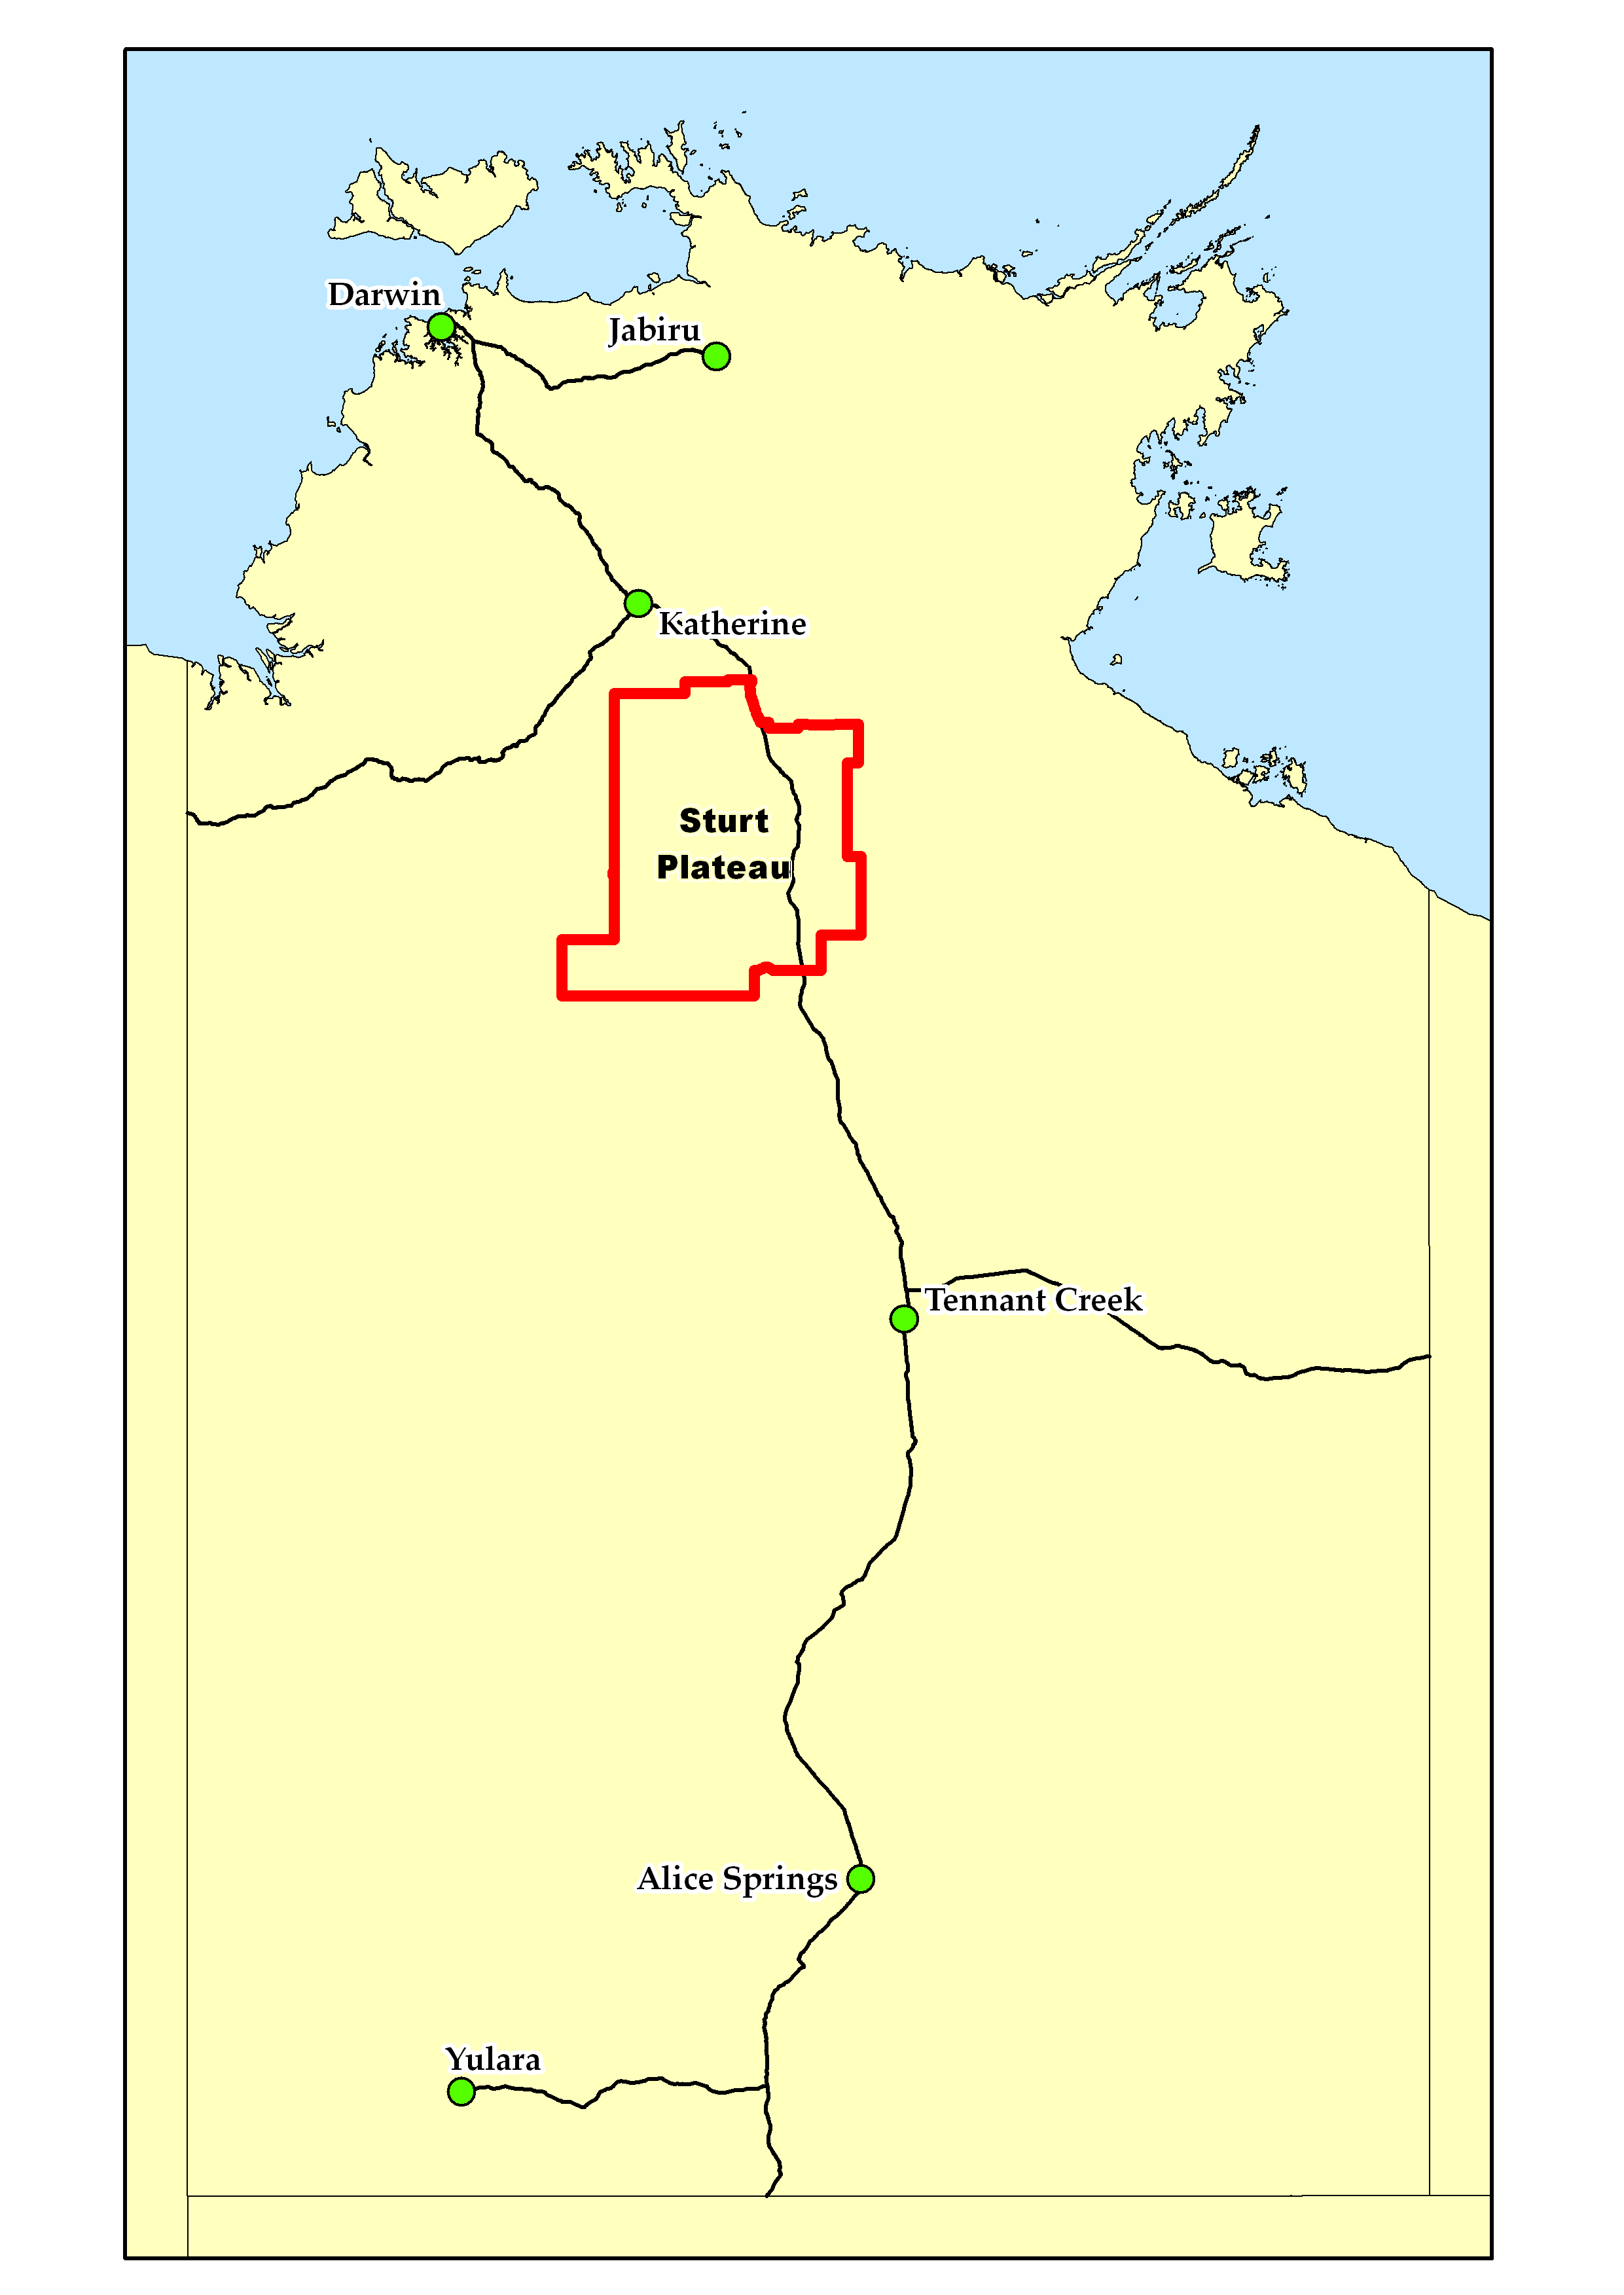 Darwin
Jabiru
Katherine
Sturt
Plateau
Tennant Creek
Alice Springs
Yulara